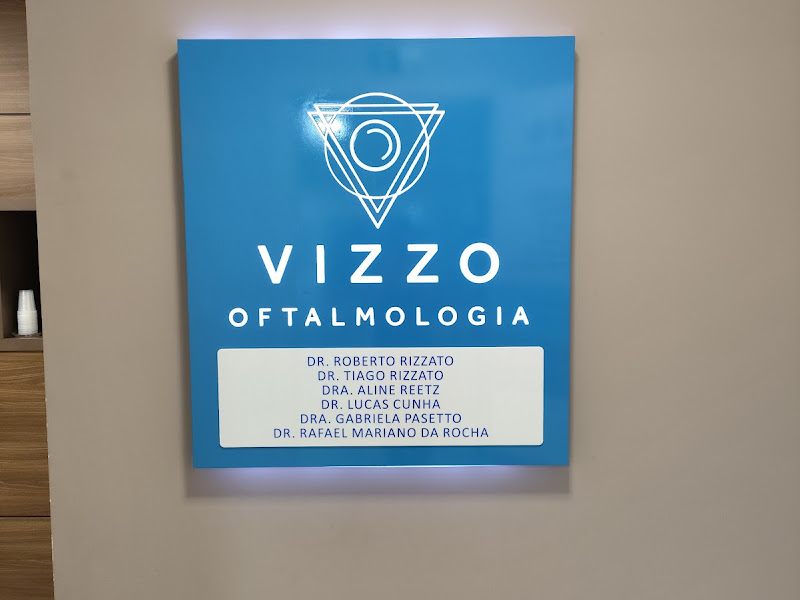 VIZZO
OFTALMOLOGIA
DR. ROBERTO RIZZATO
DR. TIAGO RIZZATO
DRA. ALINE REETZ
DR. LUCAS CUNHA
DRA. GABRIELA PASETTO
DR. RAFAEL MARIANO DA ROCHA